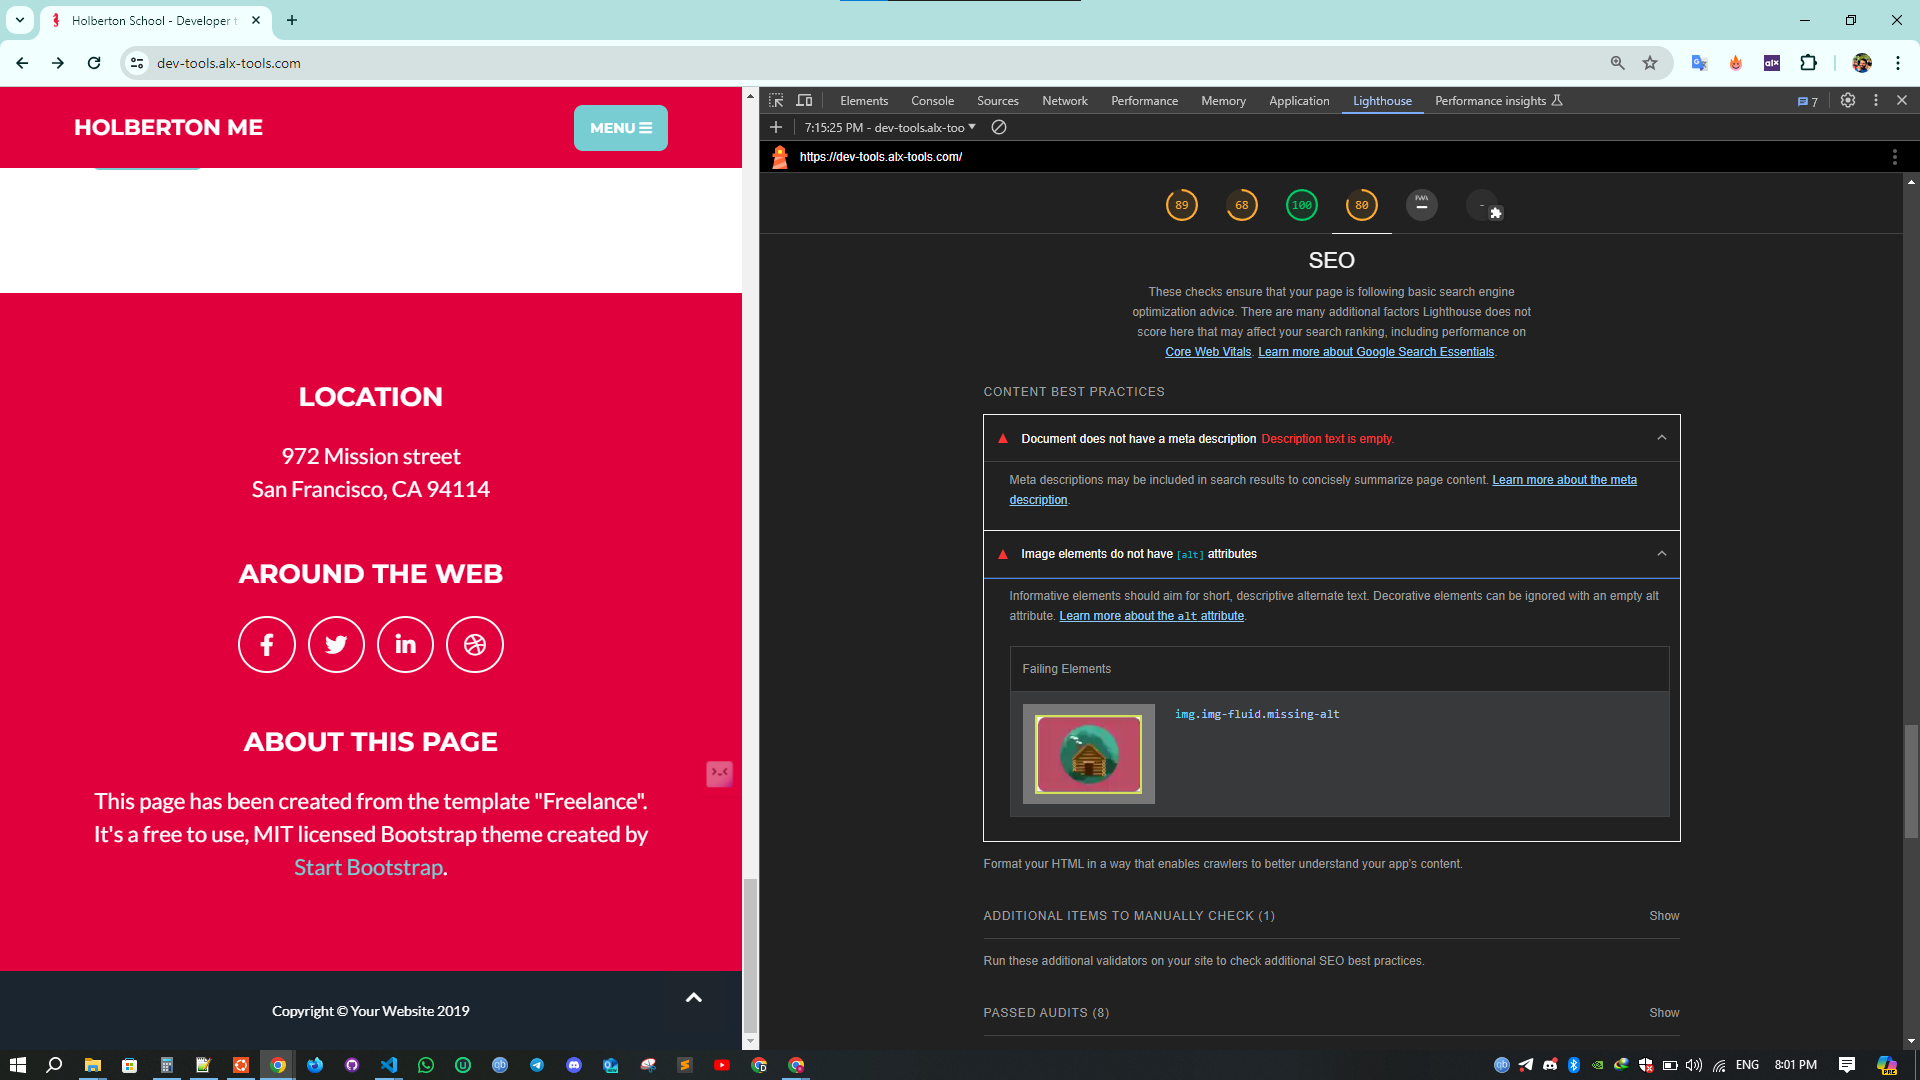 Holberton School - Developer t
dev-tools.alx-tools.com
HOLBERTON ME
MENU
LOCATION
972 Mission street
San Francisco, CA 94114
AROUND THE WEB
ABOUT THIS PAGE
This page has been created from the template "Freelance".
It's a free to use, MIT licensed Bootstrap theme created by
Start Bootstrap.
Copyright © Your Website 2019
Elements Console Sources Network Performance Memory Application Lighthouse Performance insights 7
7:15:25 PM - dev-tools.alx-too
https://dev-tools.alx-tools.com/
89 68 100 80 PWA -
SEO
These checks ensure that your page is following basic search engine
optimization advice. There are many additional factors Lighthouse does not
score here that may affect your search ranking, including performance on
Core Web Vitals. Learn more about Google Search Essentials.
CONTENT BEST PRACTICES
Document does not have a meta description Description text is empty.
Meta descriptions may be included in search results to concisely summarize page content. Learn more about the meta
description.
Image elements do not have [alt] attributes
Informative elements should aim for short, descriptive alternate text. Decorative elements can be ignored with an empty alt
attribute. Learn more about the alt attribute.
Failing Elements
img.img-fluid.missing-alt
Format your HTML in a way that enables crawlers to better understand your app's content.
ADDITIONAL ITEMS TO MANUALLY CHECK (1) Show
Run these additional validators on your site to check additional SEO best practices.
PASSED AUDITS (8) Show
ENG 8:01 PM